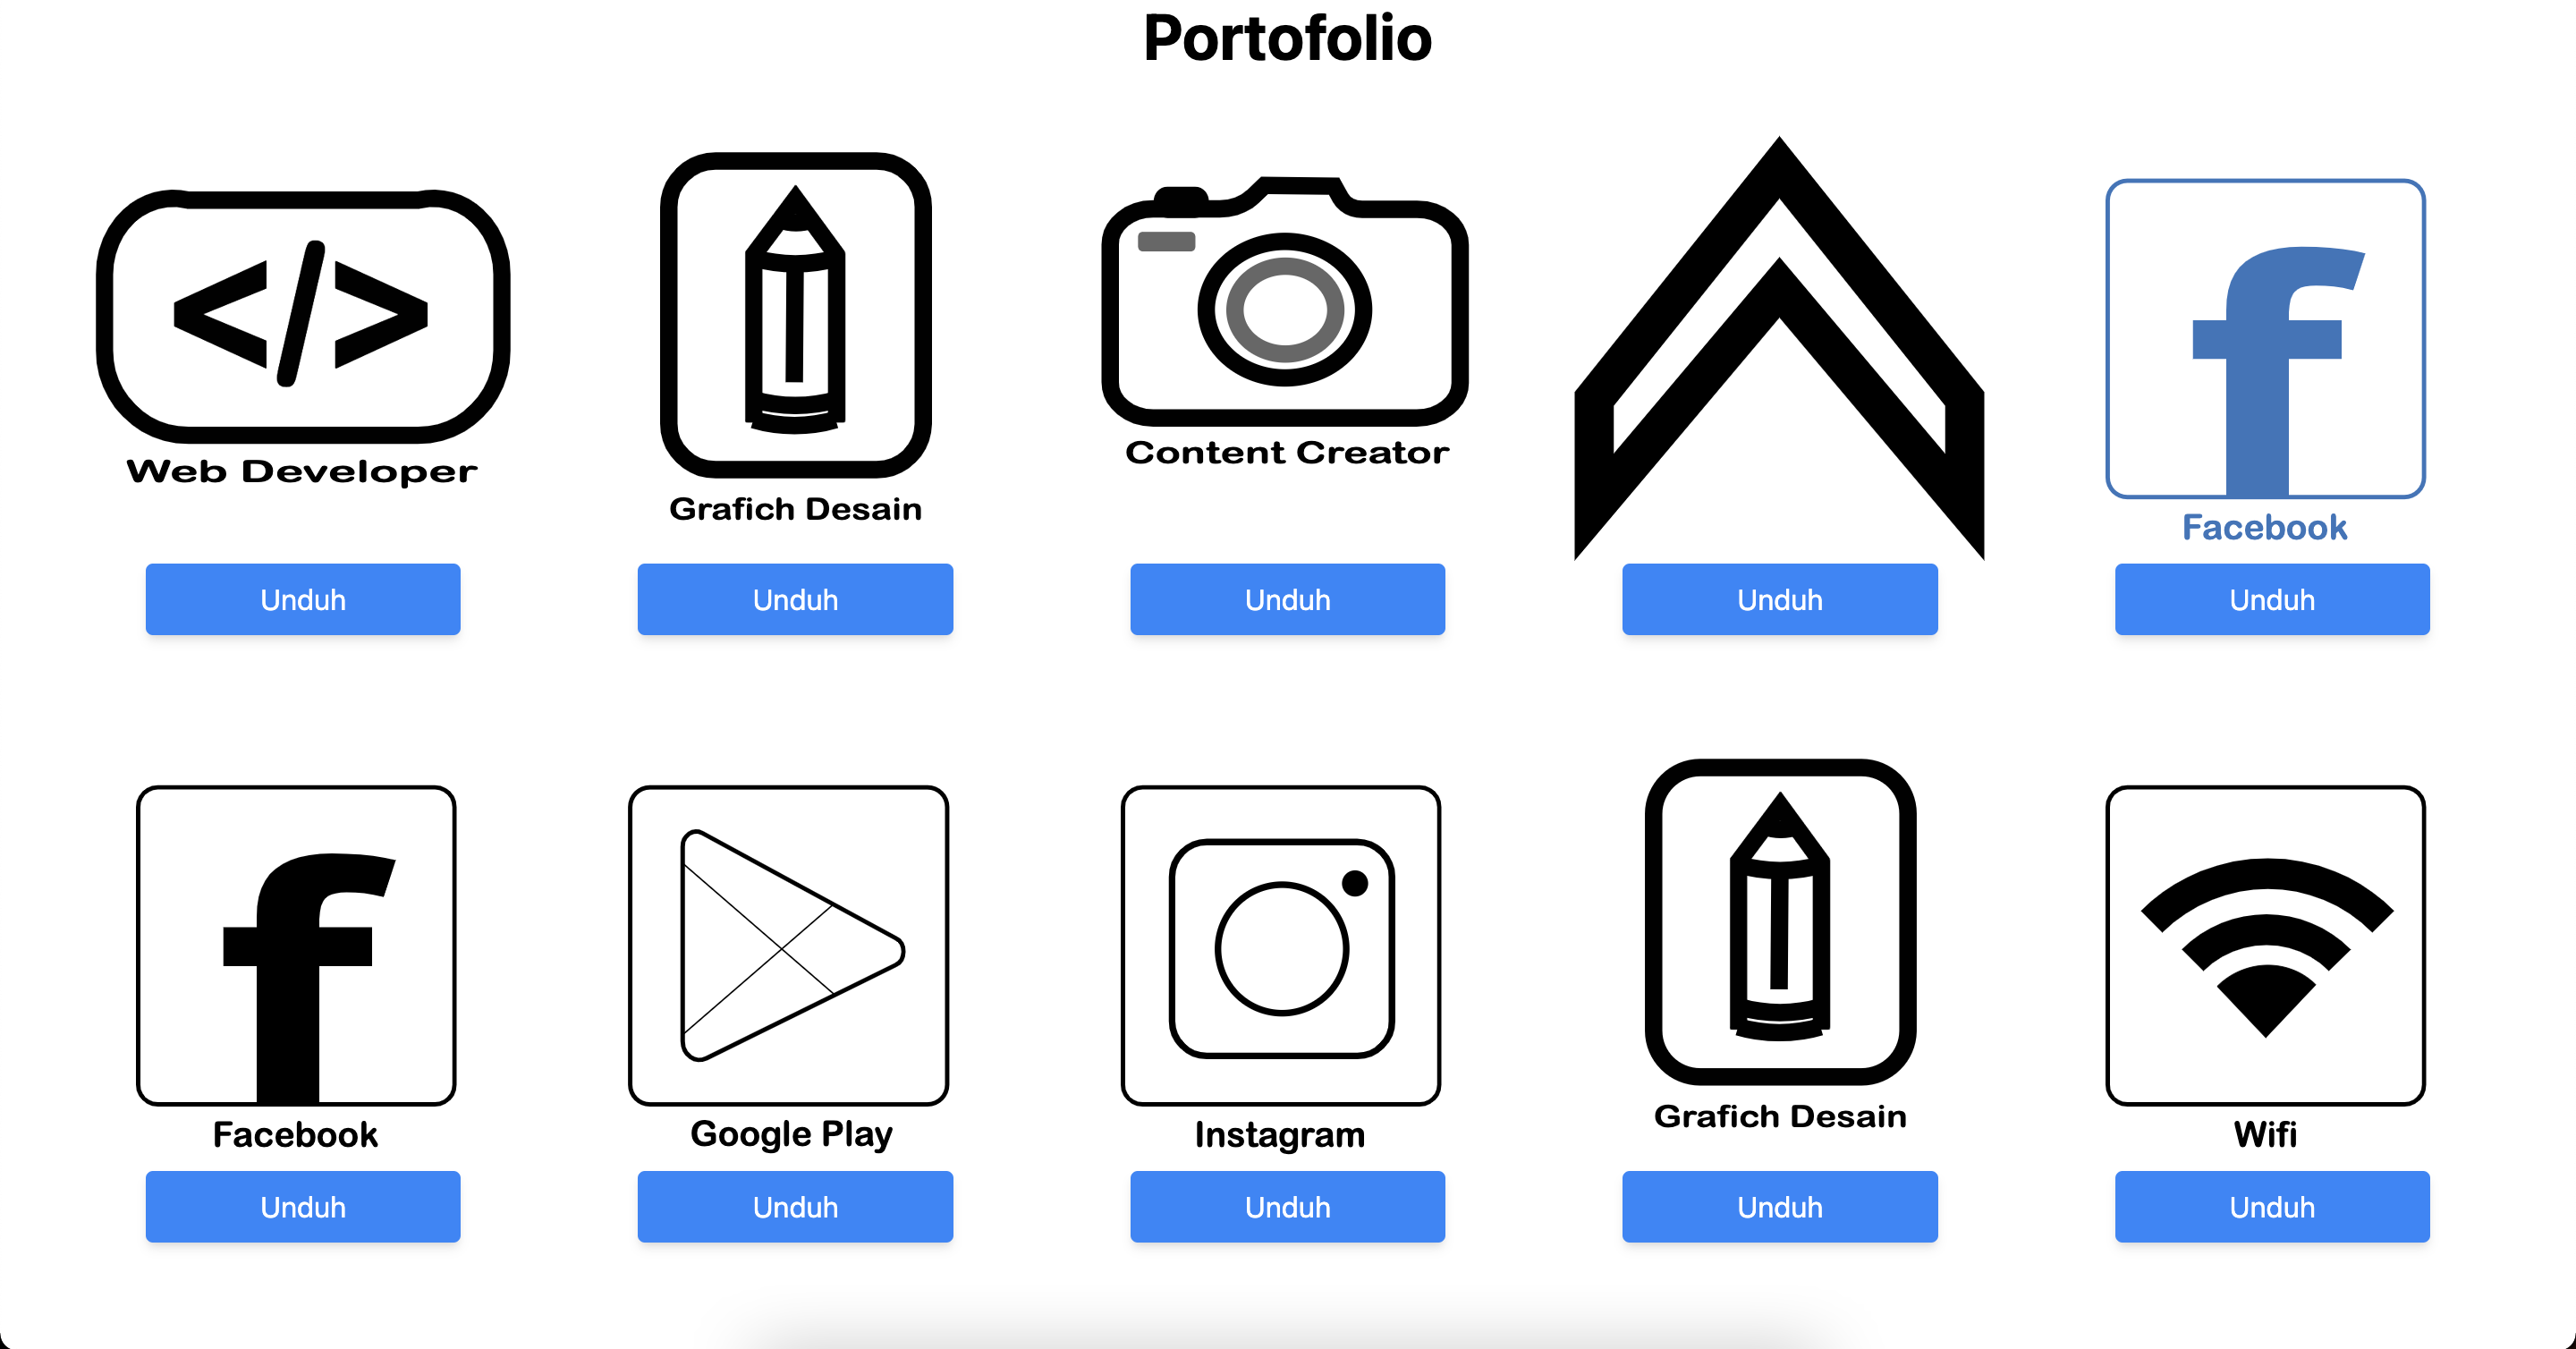 Portofolio
</>
Web Developer
Grafich Desain
Content Creator
f
Facebook
Unduh
Unduh
Unduh
Unduh
Unduh
f
Facebook
Google Play
Instagram
Grafich Desain
Wifi
Unduh
Unduh
Unduh
Unduh
Unduh